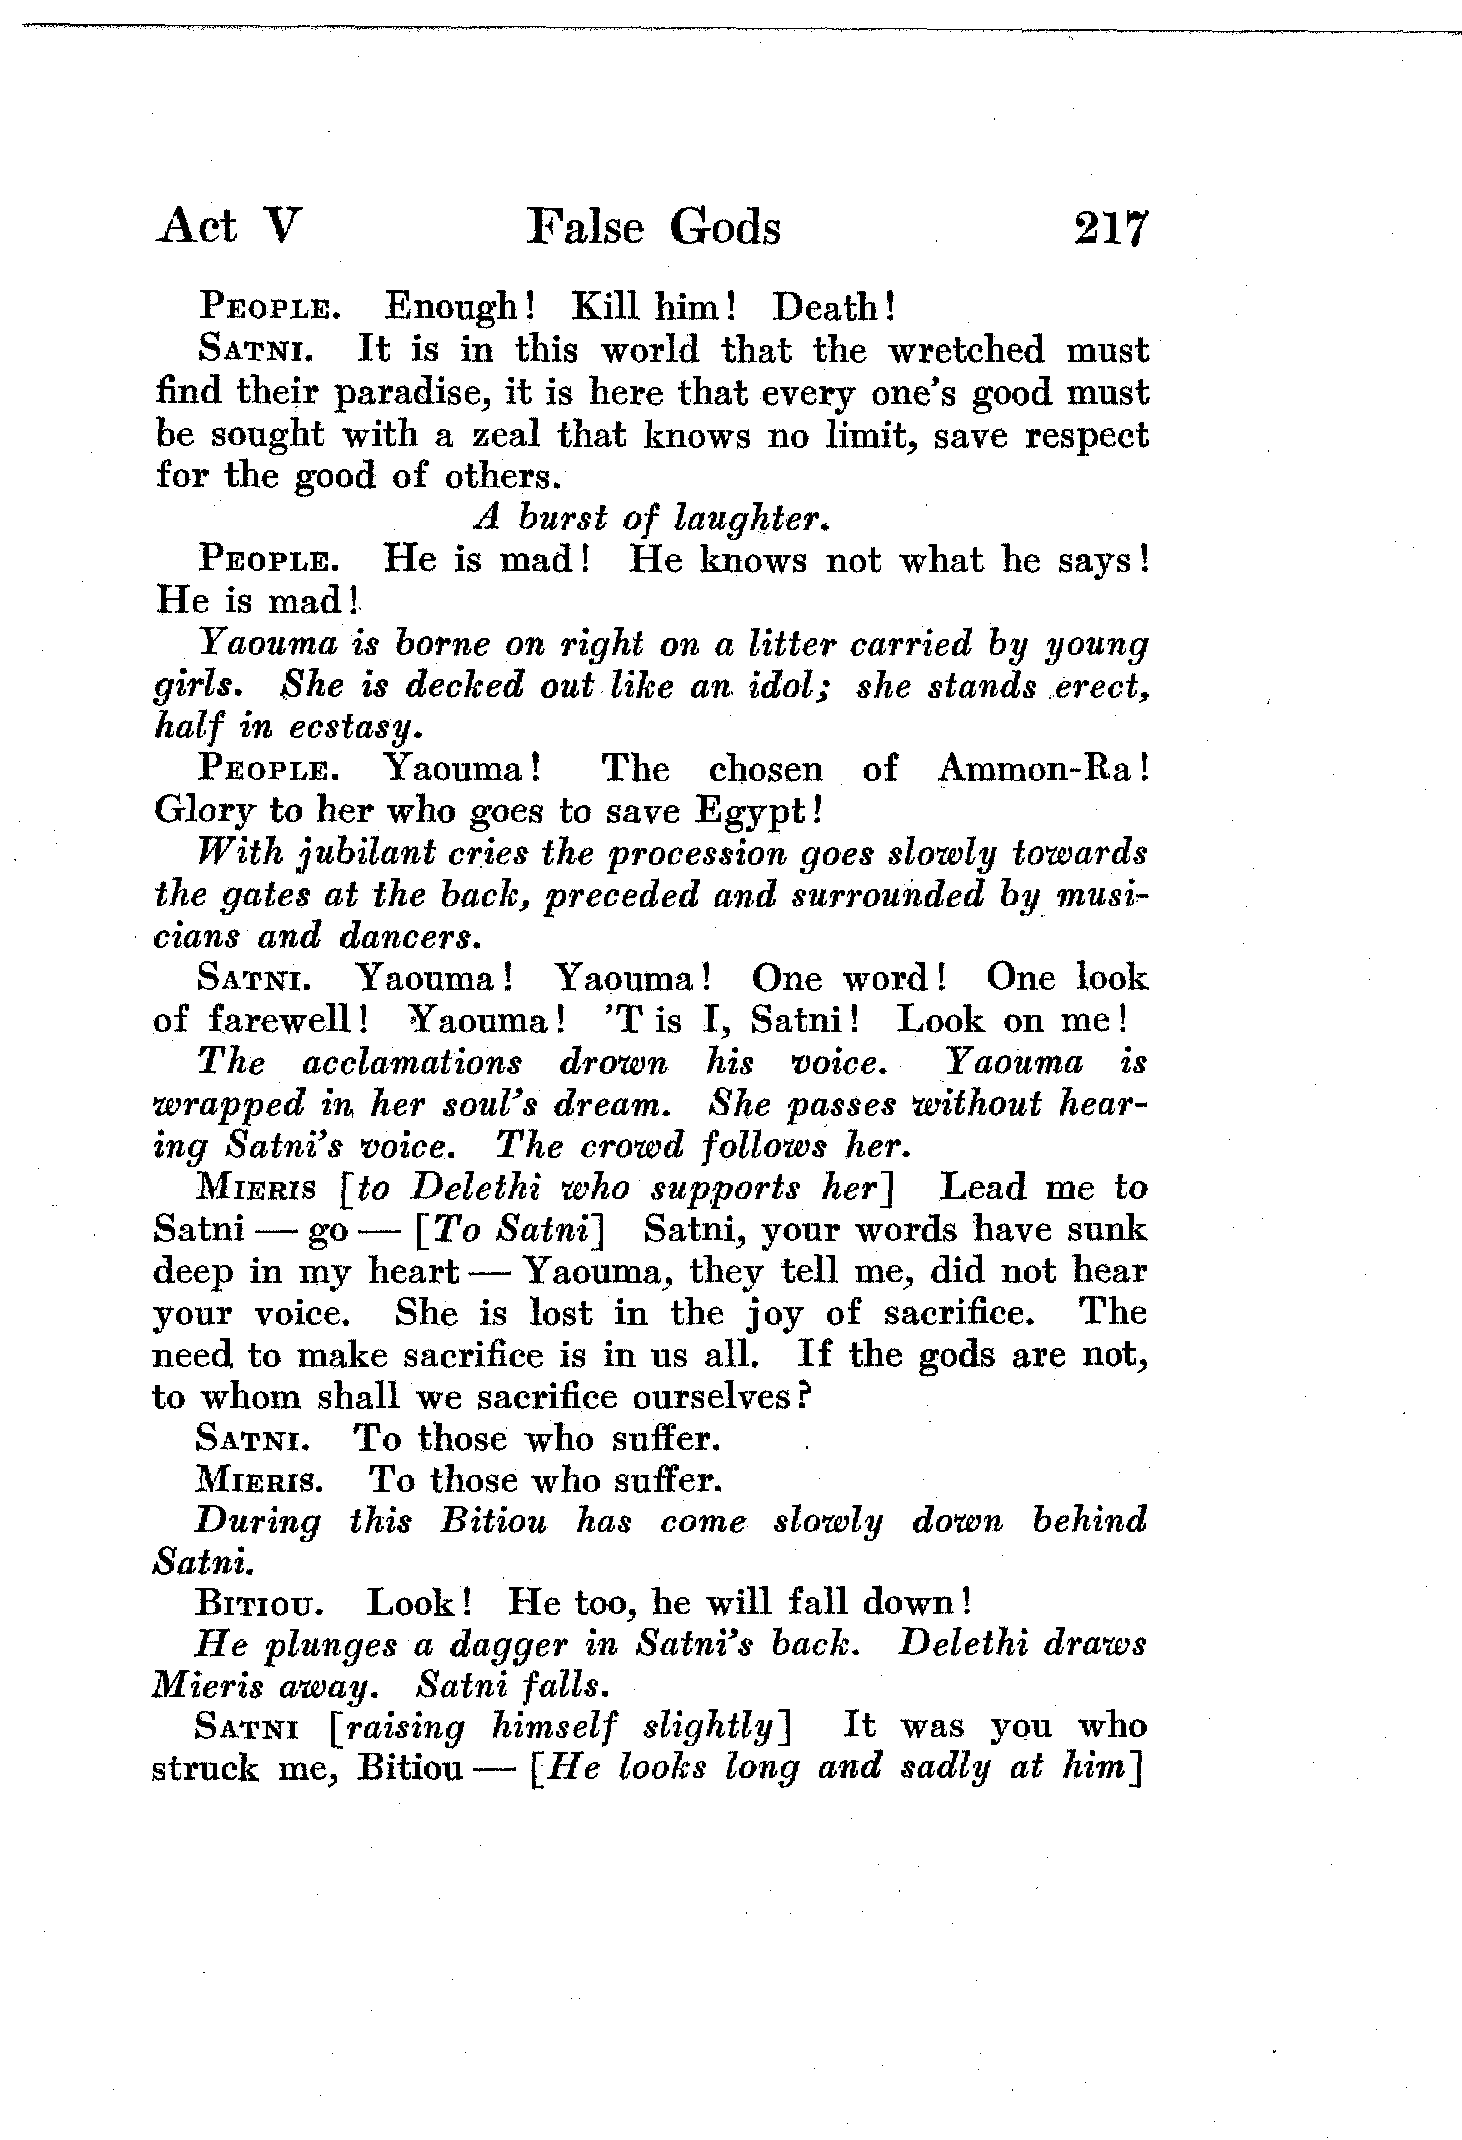 Act V False Gods 217
PEOPLE. Enough! Kill him! Death!
SATNI. It is in this world that the wretched must
find their paradise, it is here that every one's good must
be sought with a zeal that knows no limit, save respect
for the good of others.
A burst of laughter.
PEOPLE. He is mad! He knows not what he says!
He is mad!
Yaouma is borne on right on a litter carried by young
girls. She is decked out like an idol; she stands erect,
half in ecstasy.
PEOPLE. Yaouma! The chosen of Ammon-Ra!
Glory to her who goes to save Egypt!
With jubilant cries the procession goes slowly towards
the gates at the back, preceded and surrounded by musi-
cians and dancers.
SATNI. Yaouma! Yaouma! One word! One look
of farewell! Yaouma! 'T is I, Satni! Look on me!
The acclamations drown his voice. Yaouma is
wrapped in her soul's dream. She passes without hear-
ing Satni's voice. The crowd follows her.
MIERIS [to Delethi who supports her] Lead me to
Satni — go — [To Satni] Satni, your words have sunk
deep in my heart — Yaouma, they tell me, did not hear
your voice. She is lost in the joy of sacrifice. The
need to make sacrifice is in us all. If the gods are not,
to whom shall we sacrifice ourselves?
SATNI. To those who suffer.
MIERIS. To those who suffer.
During this Bitiou has come slowly down behind
Satni.
BITIOU. Look! He too, he will fall down!
He plunges a dagger in Satni's back. Delethi draws
Mieris away. Satni falls.
SATNI [raising himself slightly] It was you who
struck me, Bitiou — [He looks long and sadly at him]